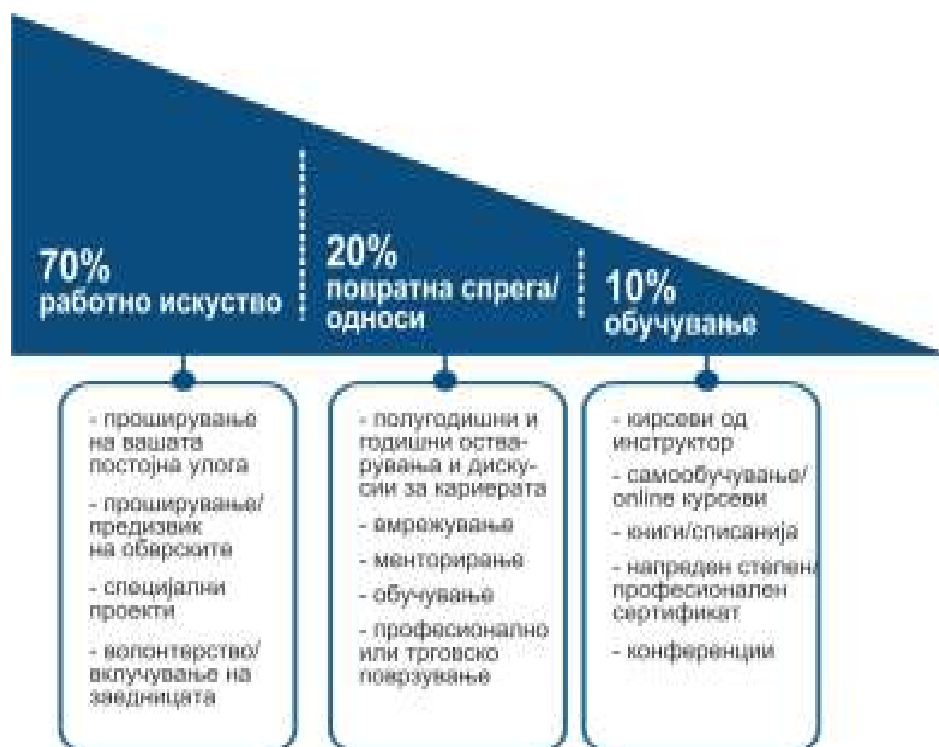 70%
работно искуство
20%
повратна спрега/
односи
10%
обучување
- проширување
на вашата
постојна улога
- проширување/
предизвик
на обврските
- специјални
проекти
- волонтерство/
вклучување на
заедницата
- полугодишни и
годишни оства-
рувања и диску-
сии за кариерата
- вмрежување
- менторирање
- обучување
- професионално
или трговско
поврзување
- кирсеви од
инструктор
- самообучување/
online курсеви
- книги/списанија
- напреден степен/
професионален
сертификат
- конференции